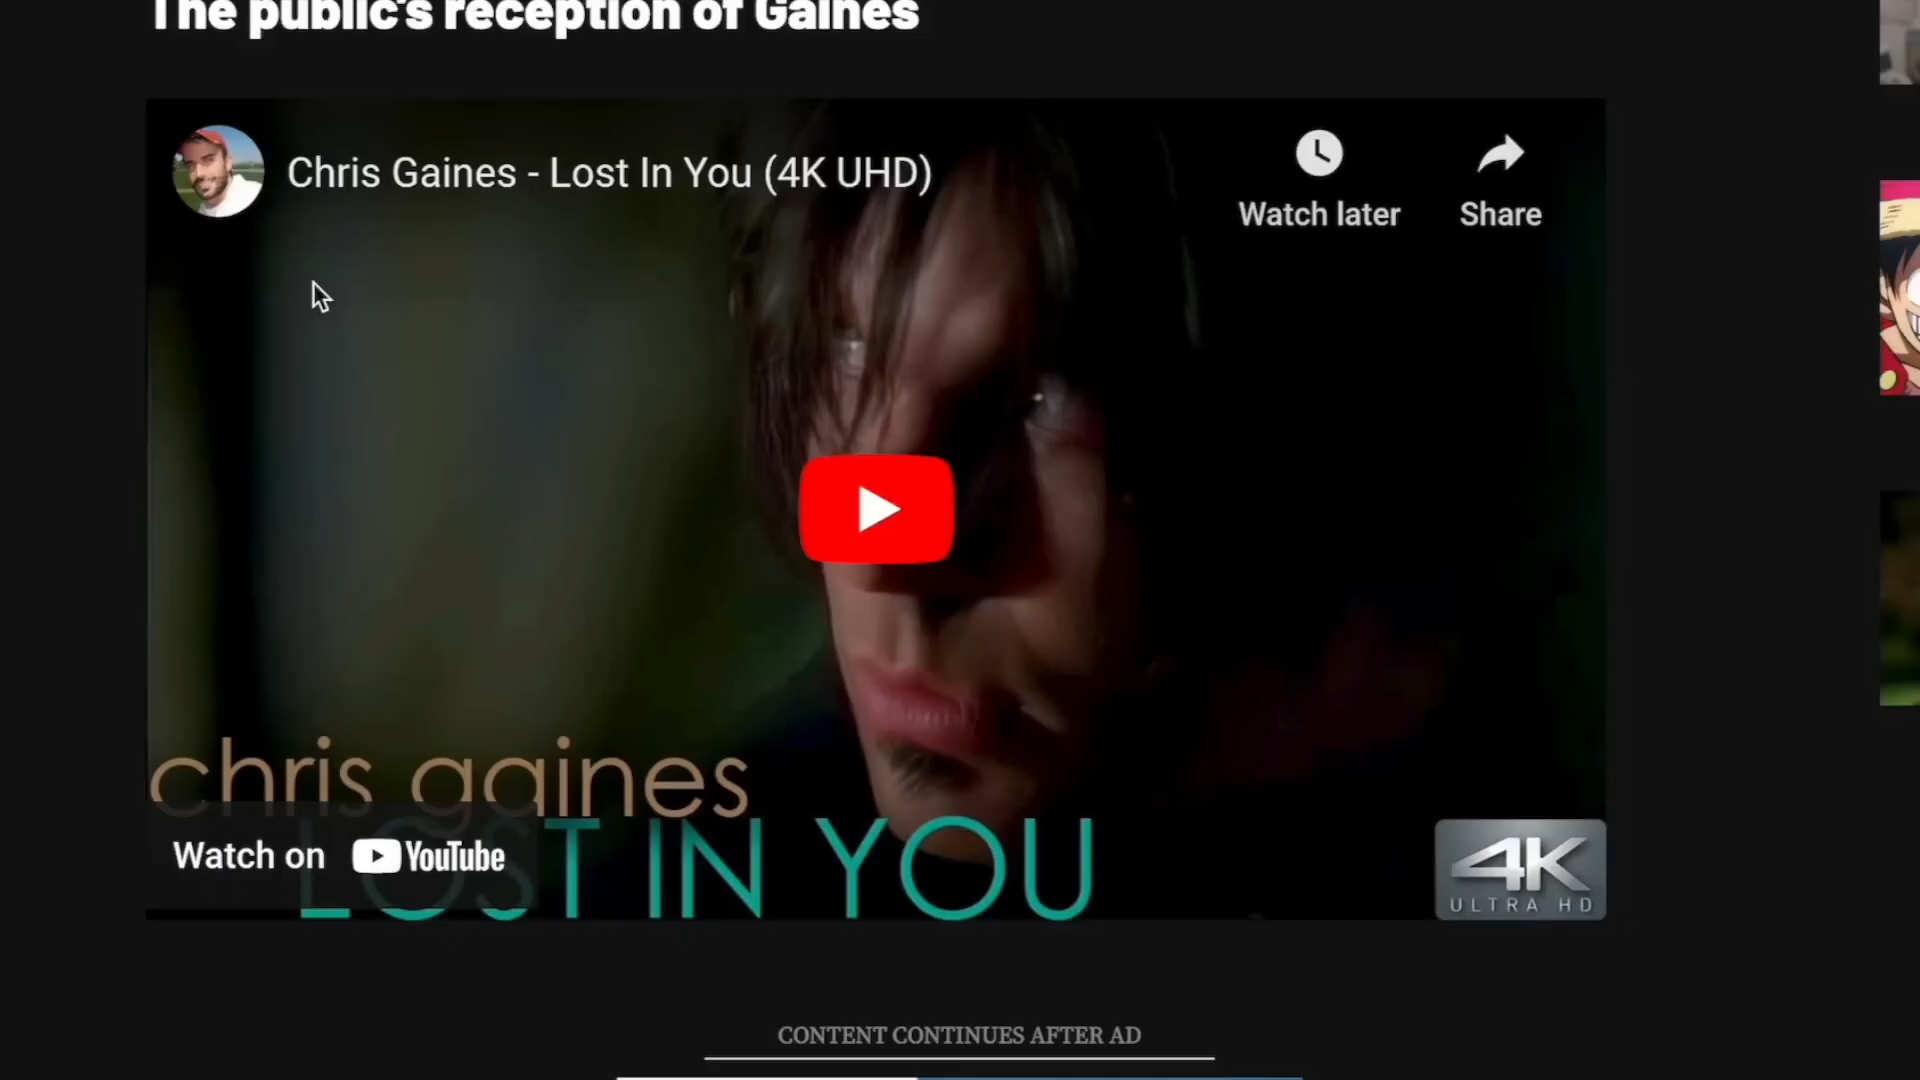 The public's reception of Gaines
Chris Gaines - Lost In You (4K UHD)
Watch later
Share
chris gaines
LOST IN YOU
Watch on YouTube
4K
ULTRA HD
CONTENT CONTINUES AFTER AD